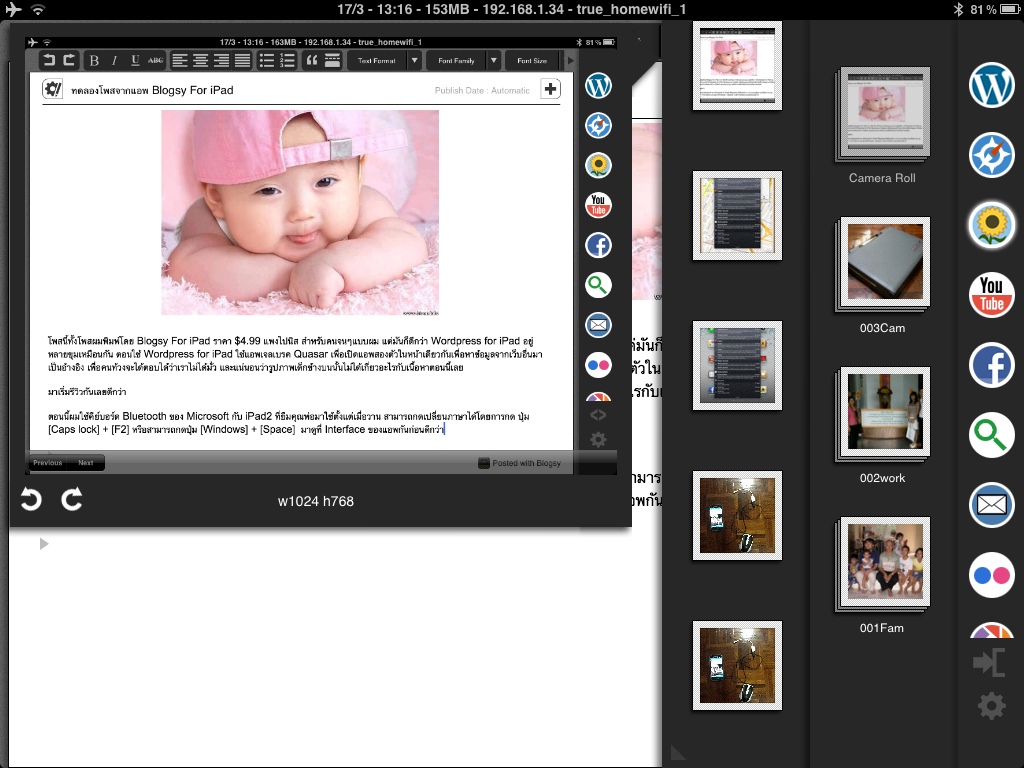 17/3 - 13:16 - 153MB - 192.168.1.34 - true_homewifi_1
81 %
17/3 - 13:16 - 163MB - 192.168.1.34 - true_homewifi_1
81 %
B I U ABC Text Format Font Family Font Size
ทดลองโพสจากแอพ Blogsy For iPad
Publish Date : Automatic
โพสนี้ทั้งโพสผมพิมพ์โดย Blogsy For iPad ราคา $4.99 แพงไปนิส สำหรับคนจนๆแบบผม แต่มันก็ดีกว่า Wordpress for iPad อยู่
หลายขุมเหมือนกัน ตอนใช้ Wordpress for iPad ใช้แอพเจลเบรค Quasar เพื่อเปิดแอพสองตัวในหน้าเดียวกันเพื่อหาข้อมูลจากเว็บอื่นมา
เป็นอ้างอิง เพื่อคนท้วงจะได้ตอบได้ว่าเราไม่ได้มั่ว และแน่นอนว่ารูปภาพเด็กข้างบนนั้นไม่ได้เกี่ยวอะไรกับเนื้อหาตอนนี้เลย
มาเริ่มรีวิวกันเลยดีกว่า
ตอนนี้ผมใช้คีย์บอร์ด Bluetooth ของ Microsoft กับ iPad2 ที่ยืมคุณพ่อมาใช้ตั้งแต่เมื่อวาน สามารถกดเปลี่ยนภาษาได้โดยการกด ปุ่ม
[Caps lock] + [F2] หรือสามารถกดปุ่ม [Windows] + [Space] มาดูที่ Interface ของแอพกันก่อนดีกว่า
Previous Next
Posted with Blogsy
w1024 h768
You
Tube
Camera Roll
003Cam
002work
001Fam
You
Tube